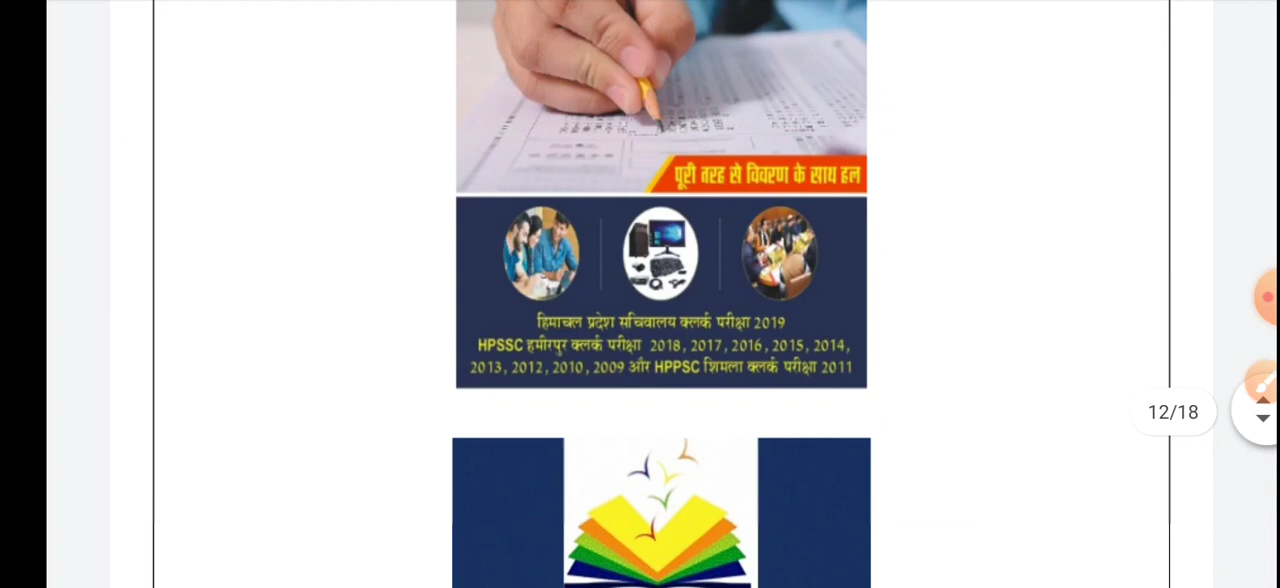 पूरी तरह से विवरण के साथ हल
हिमाचल प्रदेश सचिवालय क्लर्क परीक्षा 2019
HPSSC हमीरपुर क्लर्क परीक्षा 2018, 2017, 2016, 2015, 2014,
2013, 2012, 2010, 2009 और HPPSC शिमला क्लर्क परीक्षा 2011
12/18